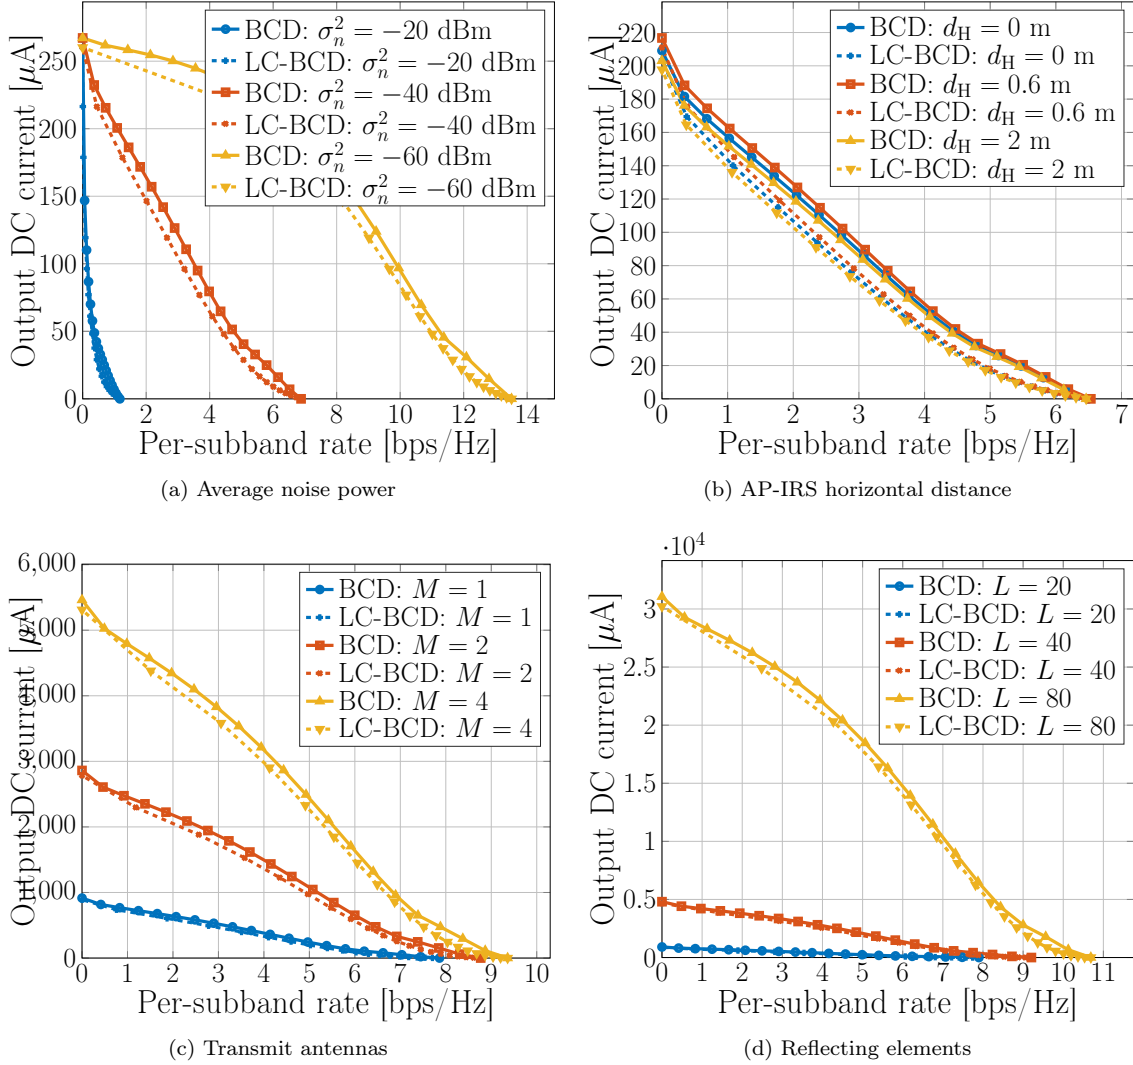 BCD: σ_n^2 = −20 dBm
LC-BCD: σ_n^2 = −20 dBm
BCD: σ_n^2 = −40 dBm
LC-BCD: σ_n^2 = −40 dBm
BCD: σ_n^2 = −60 dBm
LC-BCD: σ_n^2 = −60 dBm
250
200
150
100
50
0
Output DC current [μA]
0 2 4 6 8 10 12 14
Per-subband rate [bps/Hz]
(a) Average noise power
BCD: d_H = 0 m
LC-BCD: d_H = 0 m
BCD: d_H = 0.6 m
LC-BCD: d_H = 0.6 m
BCD: d_H = 2 m
LC-BCD: d_H = 2 m
220
200
180
160
140
120
100
80
60
40
20
0
Output DC current [μA]
0 1 2 3 4 5 6 7
Per-subband rate [bps/Hz]
(b) AP-IRS horizontal distance
BCD: M = 1
LC-BCD: M = 1
BCD: M = 2
LC-BCD: M = 2
BCD: M = 4
LC-BCD: M = 4
6,000
,000
,000
3,000
,000
1,000
0
Output DC current [μA]
0 1 2 3 4 5 6 7 8 9 10
Per-subband rate [bps/Hz]
(c) Transmit antennas
·10^4
BCD: L = 20
LC-BCD: L = 20
BCD: L = 40
LC-BCD: L = 40
BCD: L = 80
LC-BCD: L = 80
3
2.5
2
1.5
1
0.5
0
Output DC current [μA]
0 1 2 3 4 5 6 7 8 9 10 11
Per-subband rate [bps/Hz]
(d) Reflecting elements